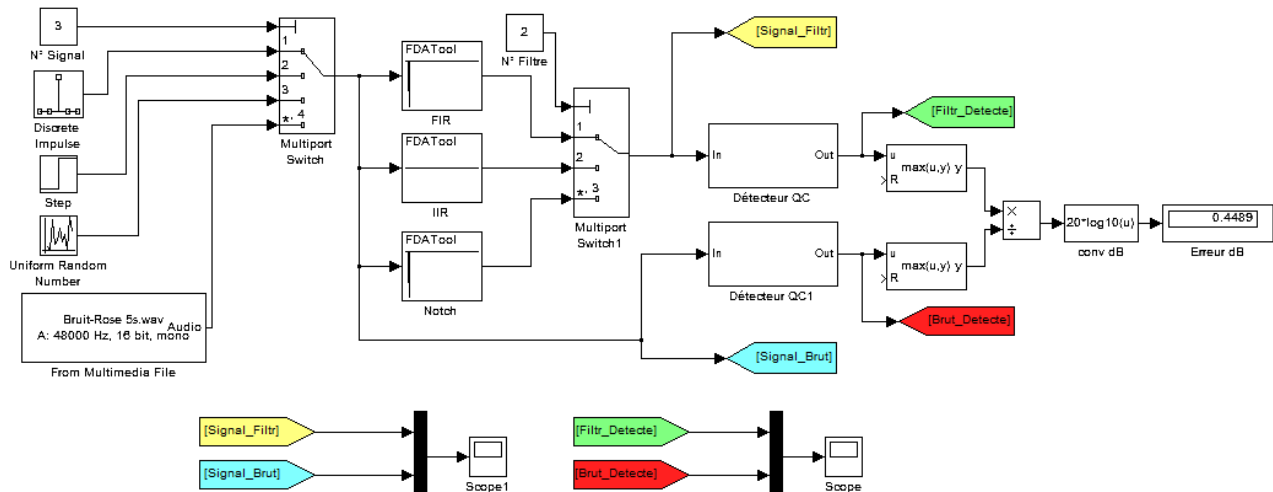 3
N° Signal
1
2
3
*, 4
Multiport
Switch
Discrete
Impulse
Step
Uniform Random
Number
Bruit-Rose 5s.wav
A: 48000 Hz, 16 bit, mono
Audio
From Multimedia File
FDATool
FIR
FDATool
IIR
FDATool
Notch
2
N° Filtre
1
2
*, 3
Multiport
Switch1
[Signal_Filtr]
In
Out
Détecteur QC
In
Out
Détecteur QC1
[Filtr_Detecte]
u
R
max(u,y) y
u
R
max(u,y) y
[Brut_Detecte]
[Signal_Brut]
×
÷
20*log10(u)
conv dB
0.4489
Erreur dB
[Signal_Filtr]
[Signal_Brut]
Scope1
[Filtr_Detecte]
[Brut_Detecte]
Scope